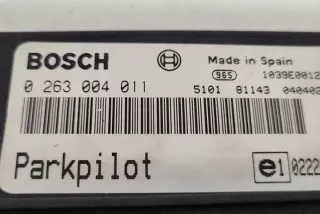 BOSCH Made in Spain
965 1039E0012
0 263 004 011 5101 81143 040402
Parkpilot e1 0222